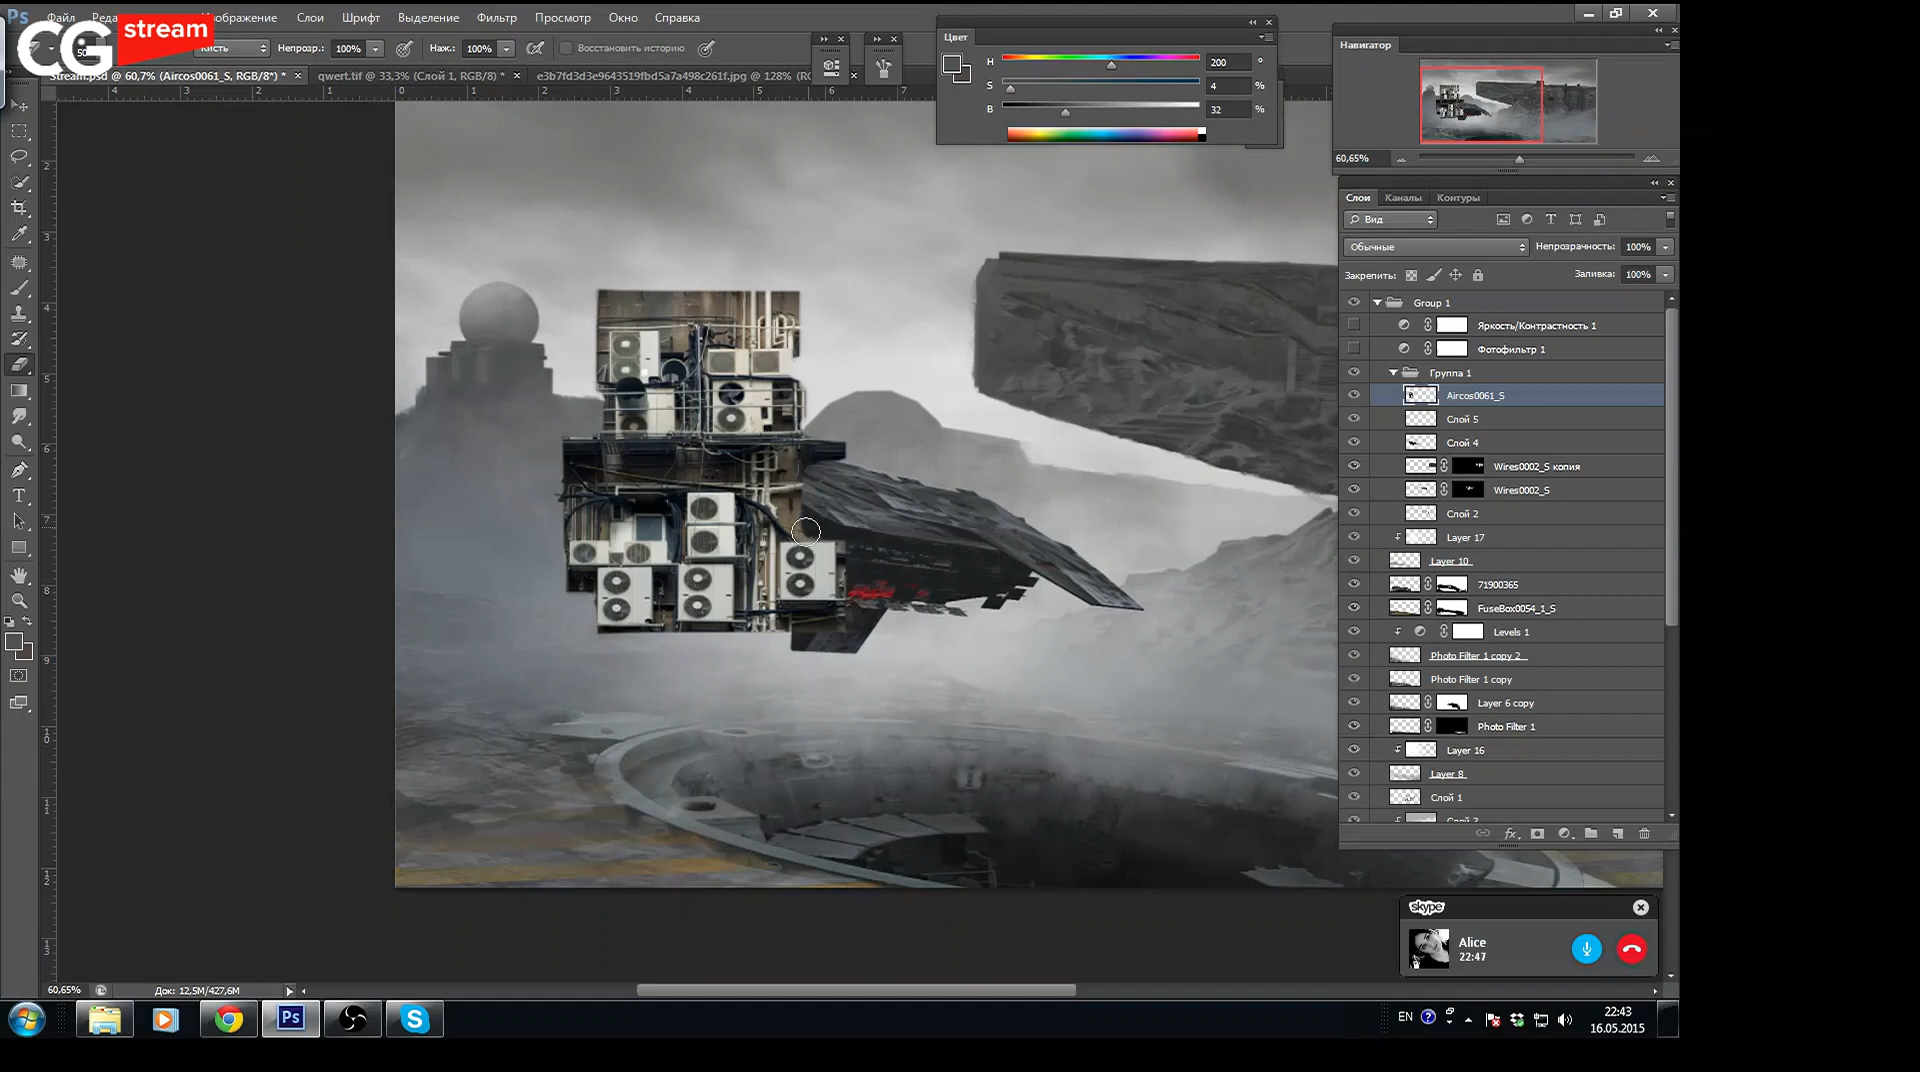 Ps
Файл
Изображение
Слои
Шрифт
Выделение
Фильтр
Просмотр
Окно
Справка
CG stream
Кисть
Непрозр.:
100%
Наж.:
100%
Восстановить историю
Stream.psd @ 60,7% (Aircos0061_S, RGB/8*) *
qwert.tif @ 33,3% (Слой 1, RGB/8) *
e3b7fd3d3e9643519fbd5a7a498c261f.jpg @ 128% (RG
Цвет
H
200
°
S
4
%
B
32
%
Навигатор
60,65%
Слои
Каналы
Контуры
Вид
Обычные
Непрозрачность:
100%
Закрепить:
Заливка:
100%
Group 1
Яркость/Контрастность 1
Фотофильтр 1
Группа 1
Aircos0061_S
Слой 5
Слой 4
Wires0002_S копия
Wires0002_S
Слой 2
Layer 17
Layer 10
71900365
FuseBox0054_1_S
Levels 1
Photo Filter 1 copy 2
Photo Filter 1 copy
Layer 6 copy
Photo Filter 1
Layer 16
Layer 8
Слой 1
Слой 3
skype
Alice
22:47
60,65%
Док: 12,5M/427,6M
Ps
EN
22:43
16.05.2015